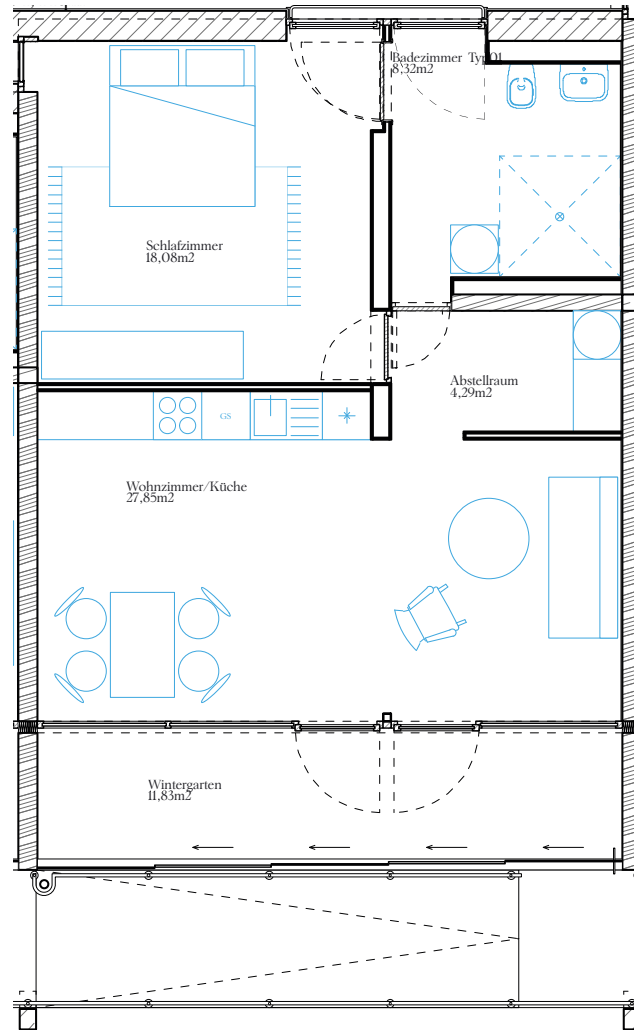 Badezimmer Typ 01
8,32m2
Schlafzimmer
18,08m2
Abstellraum
4,29m2
GS
Wohnzimmer/Küche
27,85m2
Wintergarten
11,83m2